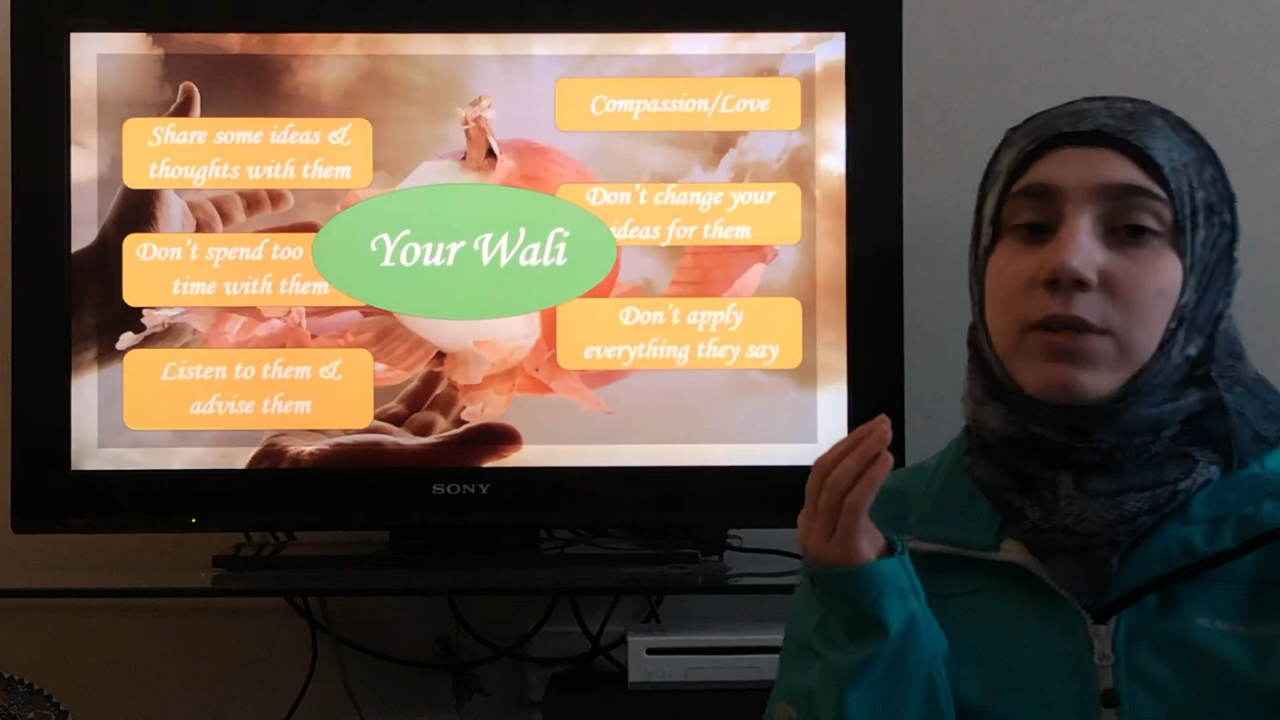 Share some ideas &
thoughts with them
Don't spend too
time with them
Listen to them &
advise them
Your Wali
Compassion/Love
Don't change your
ideas for them
Don't apply
everything they say
SONY